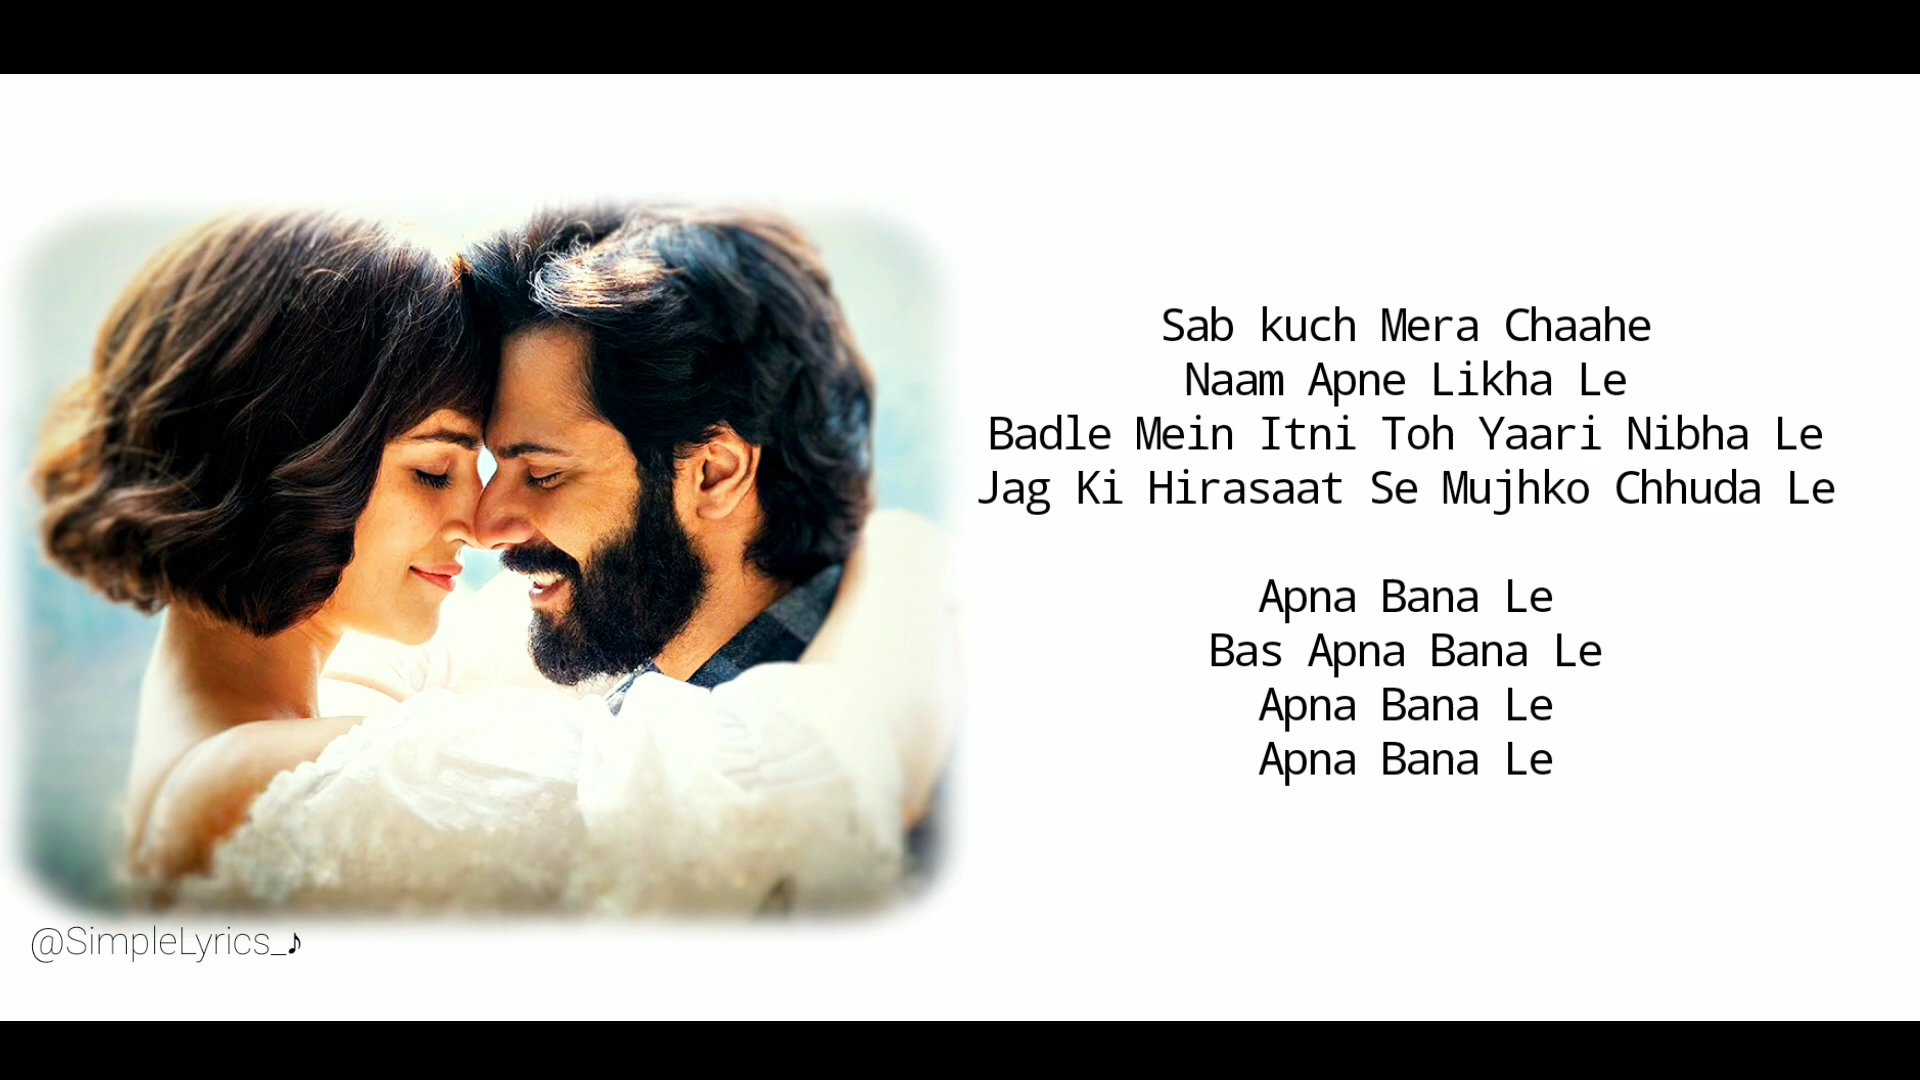 Sab kuch Mera Chaahe
Naam Apne Likha Le
Badle Mein Itni Toh Yaari Nibha Le
Jag Ki Hirasaat Se Mujhko Chhuda Le
Apna Bana Le
Bas Apna Bana Le
Apna Bana Le
Apna Bana Le
@SimpleLyrics_♪